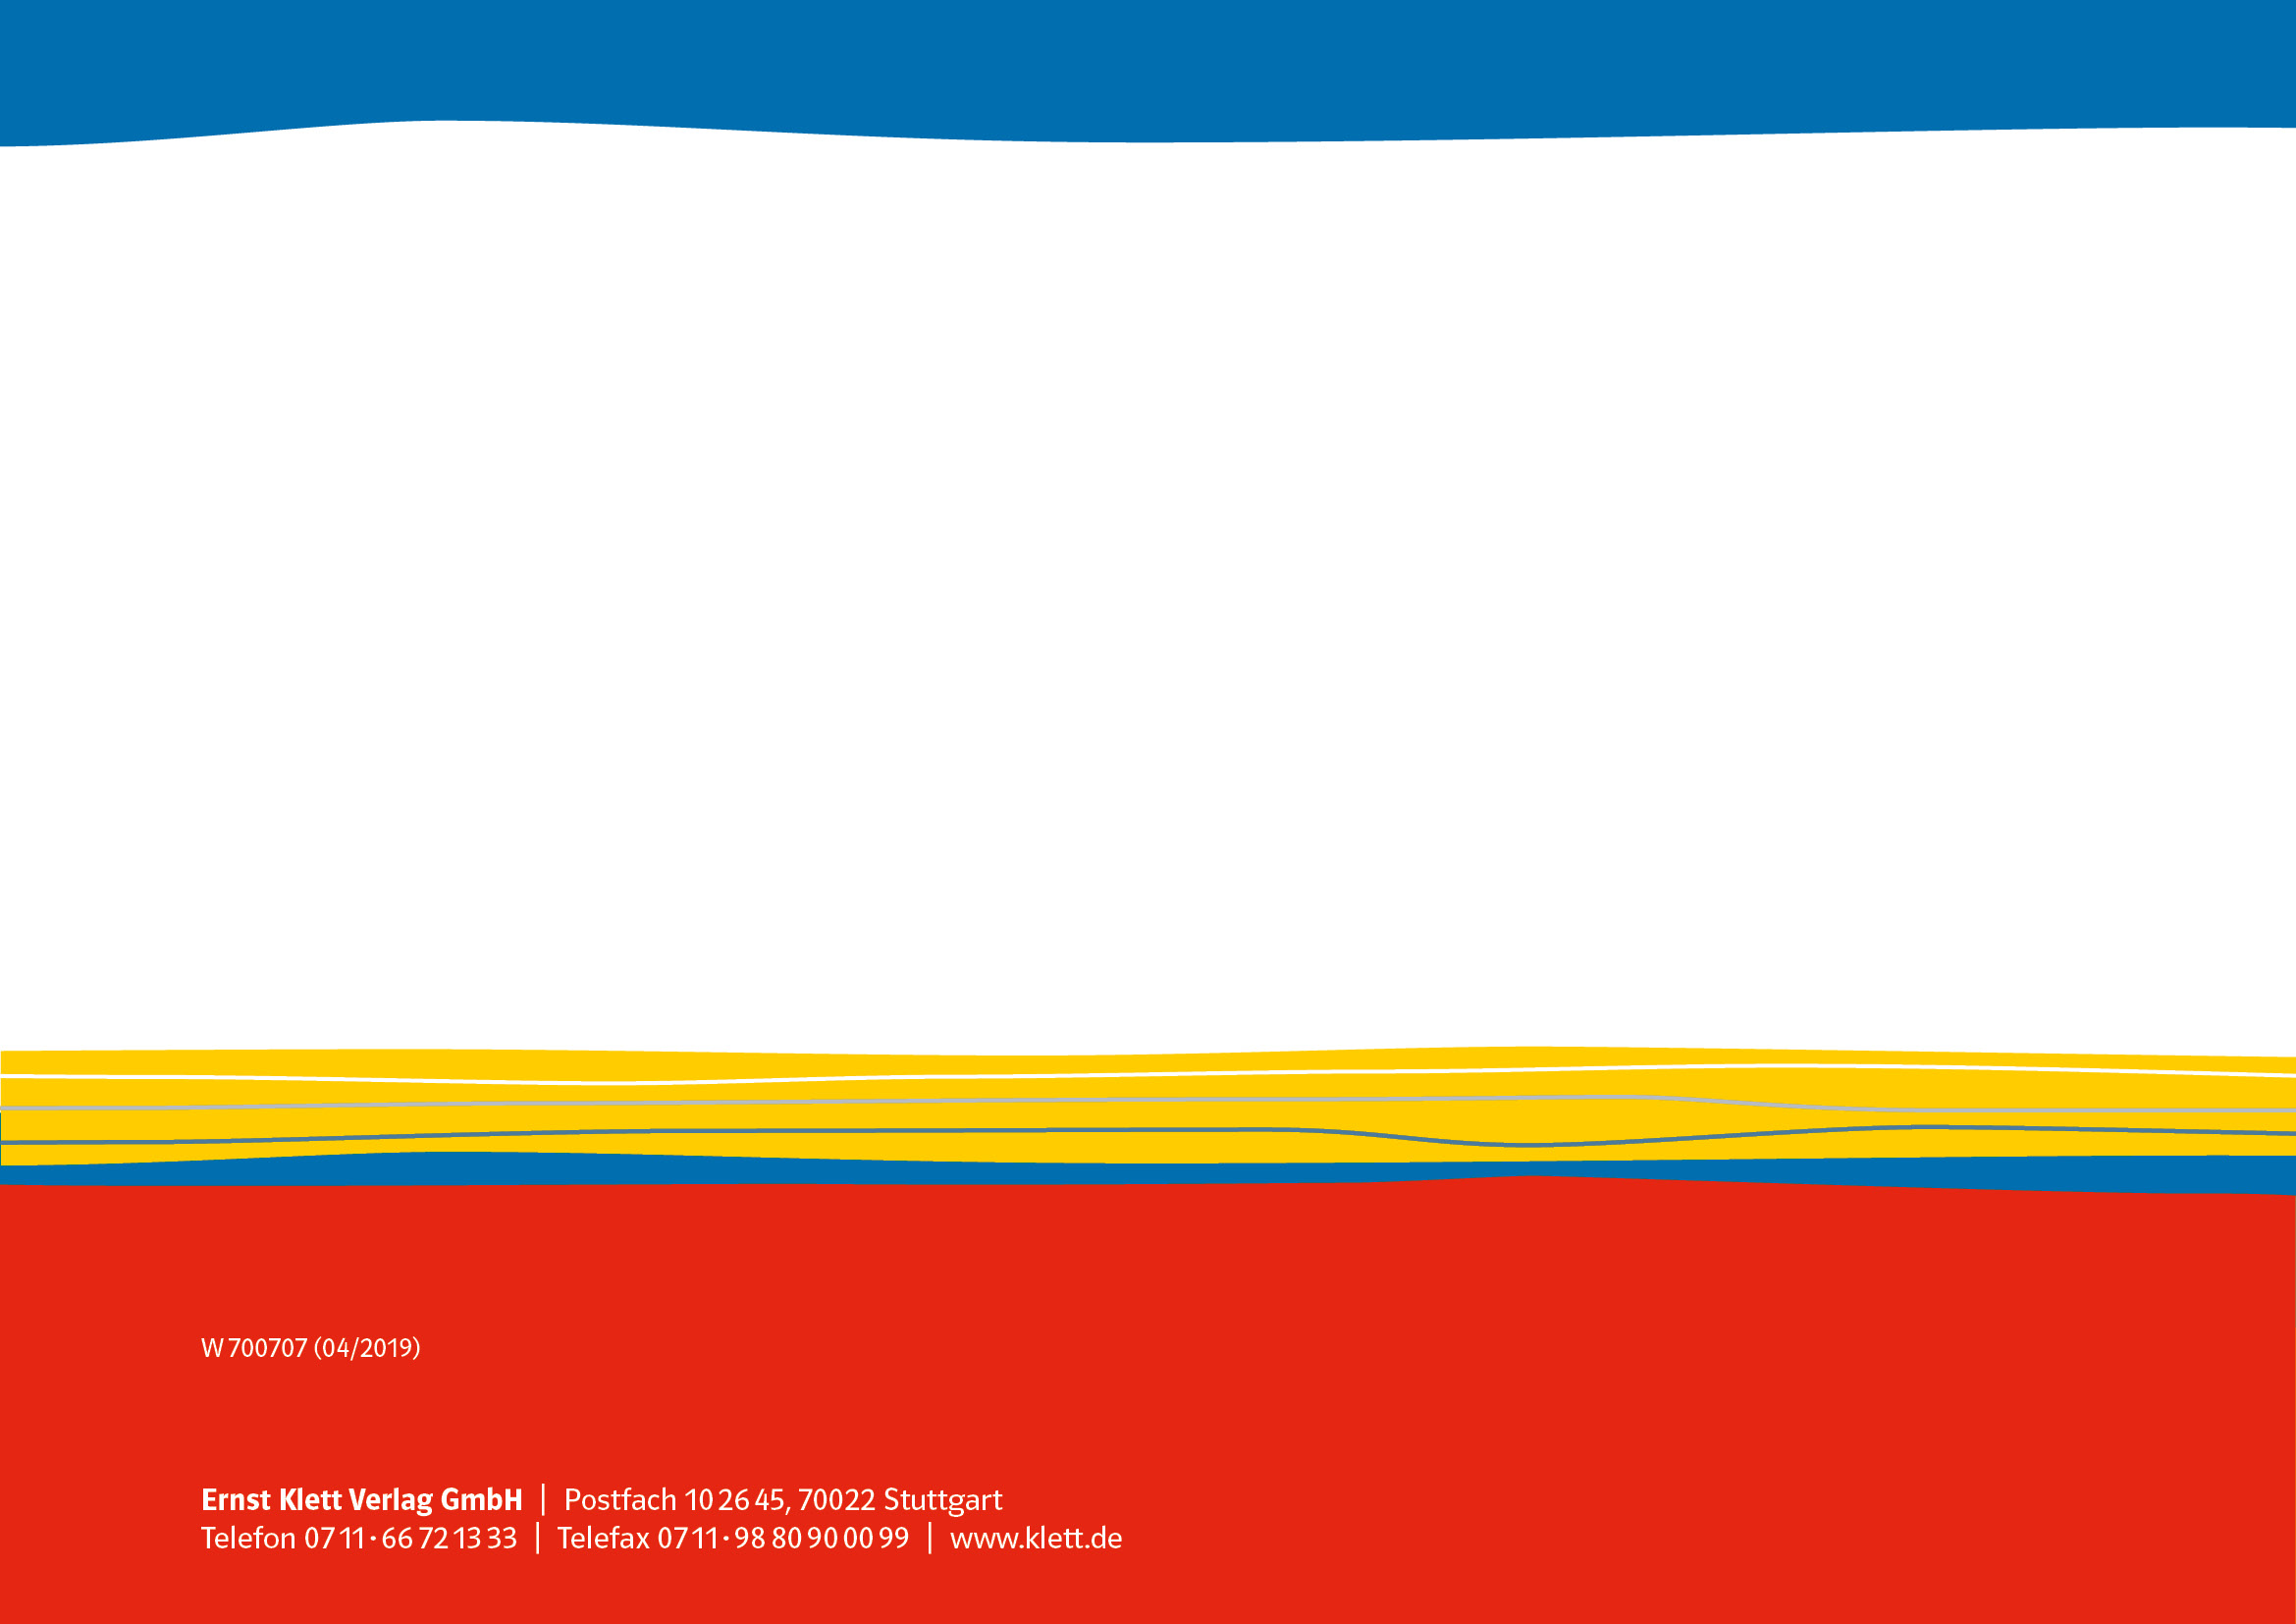 W 700707 (04/2019)
Ernst Klett Verlag GmbH | Postfach 10 26 45, 70022 Stuttgart
Telefon 07 11 · 66 72 13 33 | Telefax 07 11 · 98 80 90 00 99 | www.klett.de